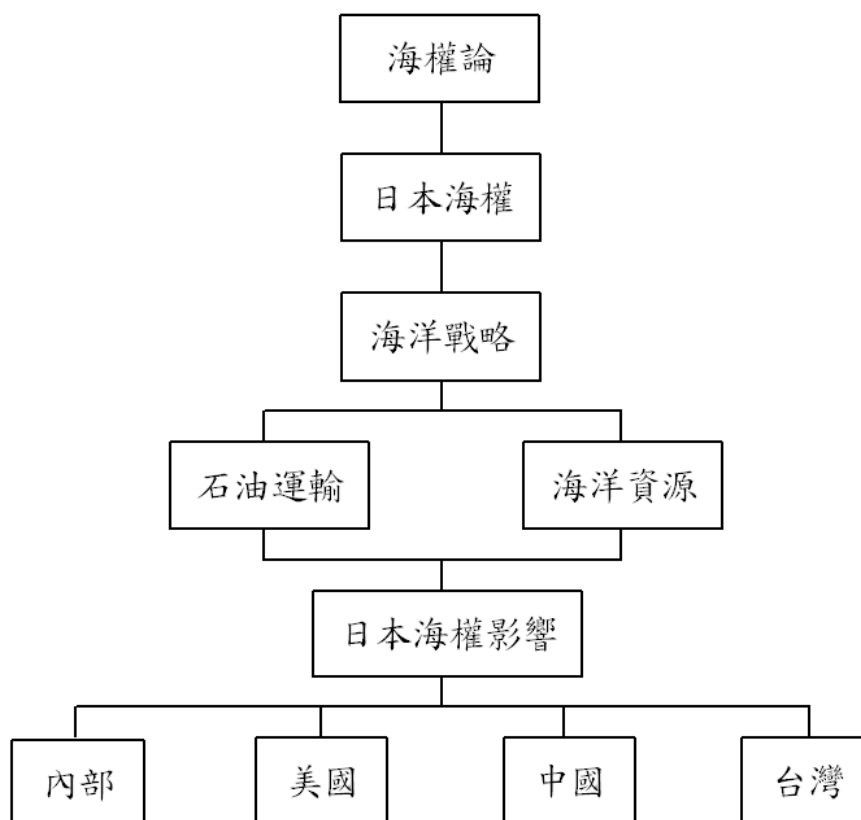 海權論
日本海權
海洋戰略
石油運輸
海洋資源
日本海權影響
內部
美國
中國
台灣